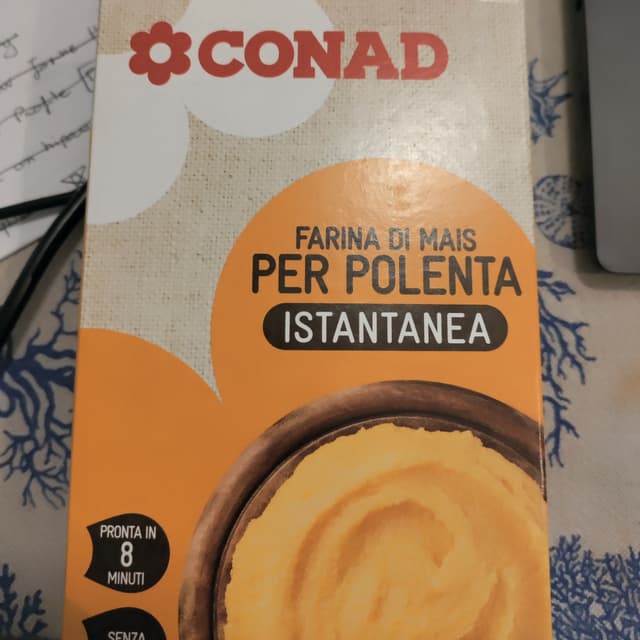 CONAD
FARINA DI MAIS
PER POLENTA
ISTANTANEA
PRONTA IN
8
MINUTI
SENZA